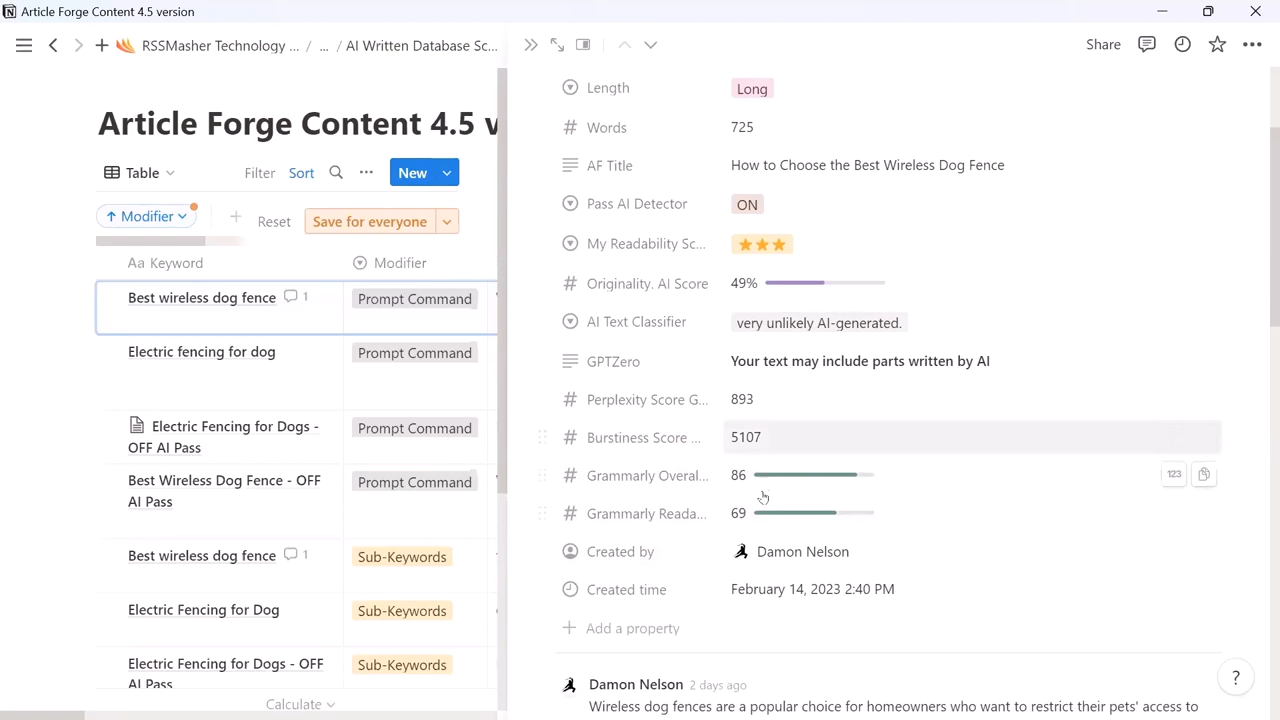 Article Forge Content 4.5 version
RSSMasher Technology ... / ... / AI Written Database Sc...
Share
Article Forge Content 4.5 v
Table
Filter
Sort
New
Modifier
Reset
Save for everyone
Aa Keyword
Modifier
Best wireless dog fence 1
Prompt Command
Electric fencing for dog
Prompt Command
Electric Fencing for Dogs -
OFF AI Pass
Prompt Command
Best Wireless Dog Fence - OFF
AI Pass
Prompt Command
Best wireless dog fence 1
Sub-Keywords
Electric Fencing for Dog
Sub-Keywords
Electric Fencing for Dogs - OFF
AI Pass
Sub-Keywords
Calculate
Length Long
# Words 725
AF Title How to Choose the Best Wireless Dog Fence
Pass AI Detector ON
My Readability Sc... ⭐⭐⭐
# Originality. AI Score 49%
AI Text Classifier very unlikely AI-generated.
GPTZero Your text may include parts written by AI
# Perplexity Score G... 893
# Burstiness Score ... 5107
# Grammarly Overal... 86
123
# Grammarly Reada... 69
Created by Damon Nelson
Created time February 14, 2023 2:40 PM
+ Add a property
Damon Nelson 2 days ago
Wireless dog fences are a popular choice for homeowners who want to restrict their pets' access to
?